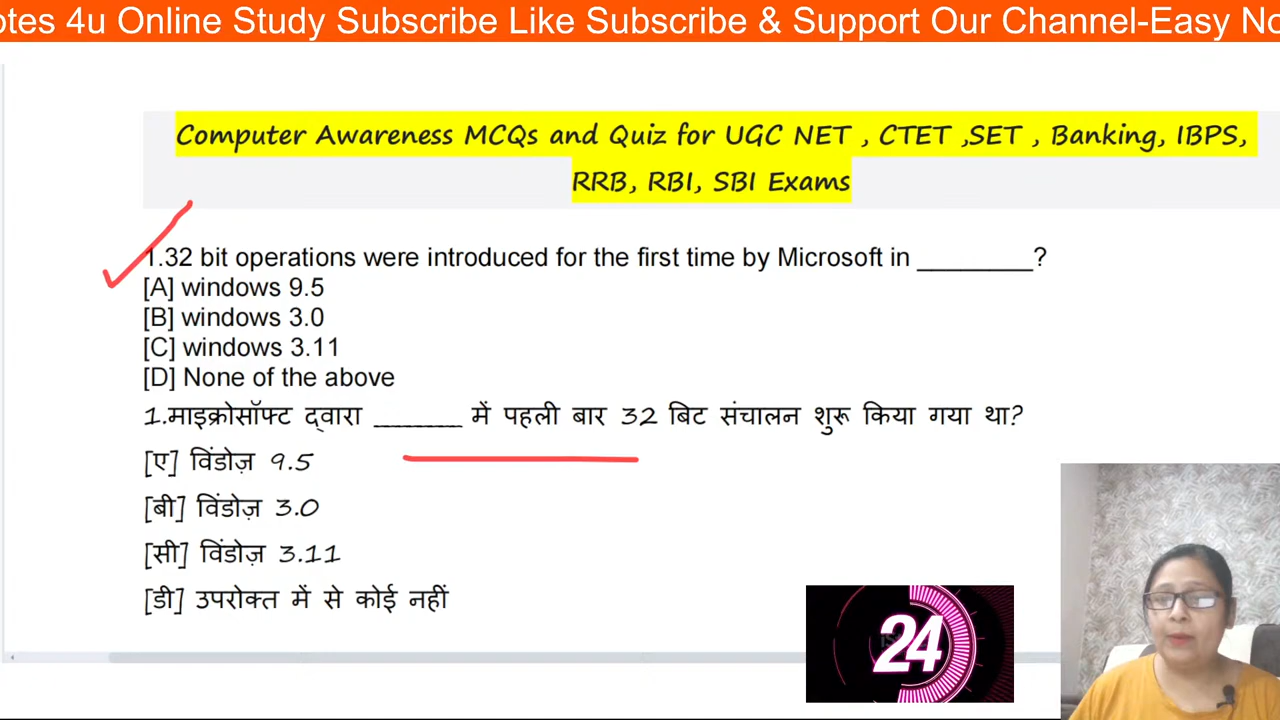 otes 4u Online Study Subscribe Like Subscribe & Support Our Channel-Easy No
Computer Awareness MCQs and Quiz for UGC NET , CTET ,SET , Banking, IBPS,
RRB, RBI, SBI Exams
1.32 bit operations were introduced for the first time by Microsoft in ________?
[A] windows 9.5
[B] windows 3.0
[C] windows 3.11
[D] None of the above
1.माइक्रोसॉफ्ट द्वारा ________ में पहली बार 32 बिट संचालन शुरू किया गया था?
[ए] विंडोज़ 9.5
[बी] विंडोज़ 3.0
[सी] विंडोज़ 3.11
[डी] उपरोक्त में से कोई नहीं
24